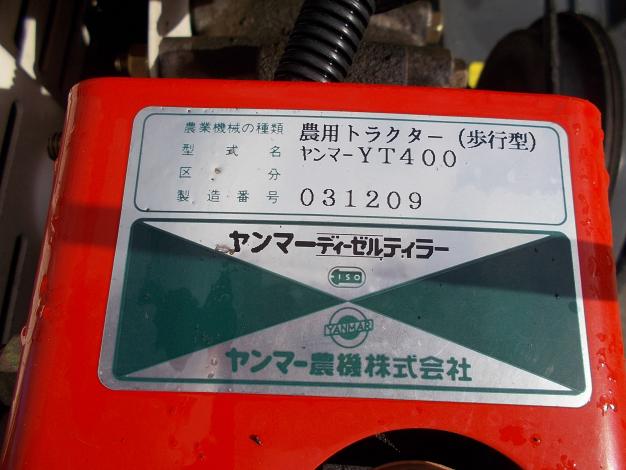 農業機械の種類 農用トラクター(歩行型)
型式名 ヤンマーYT400
区分
製造番号 031209
ヤンマーディーゼルティラー
ISO
YANMAR
ヤンマー農機株式会社